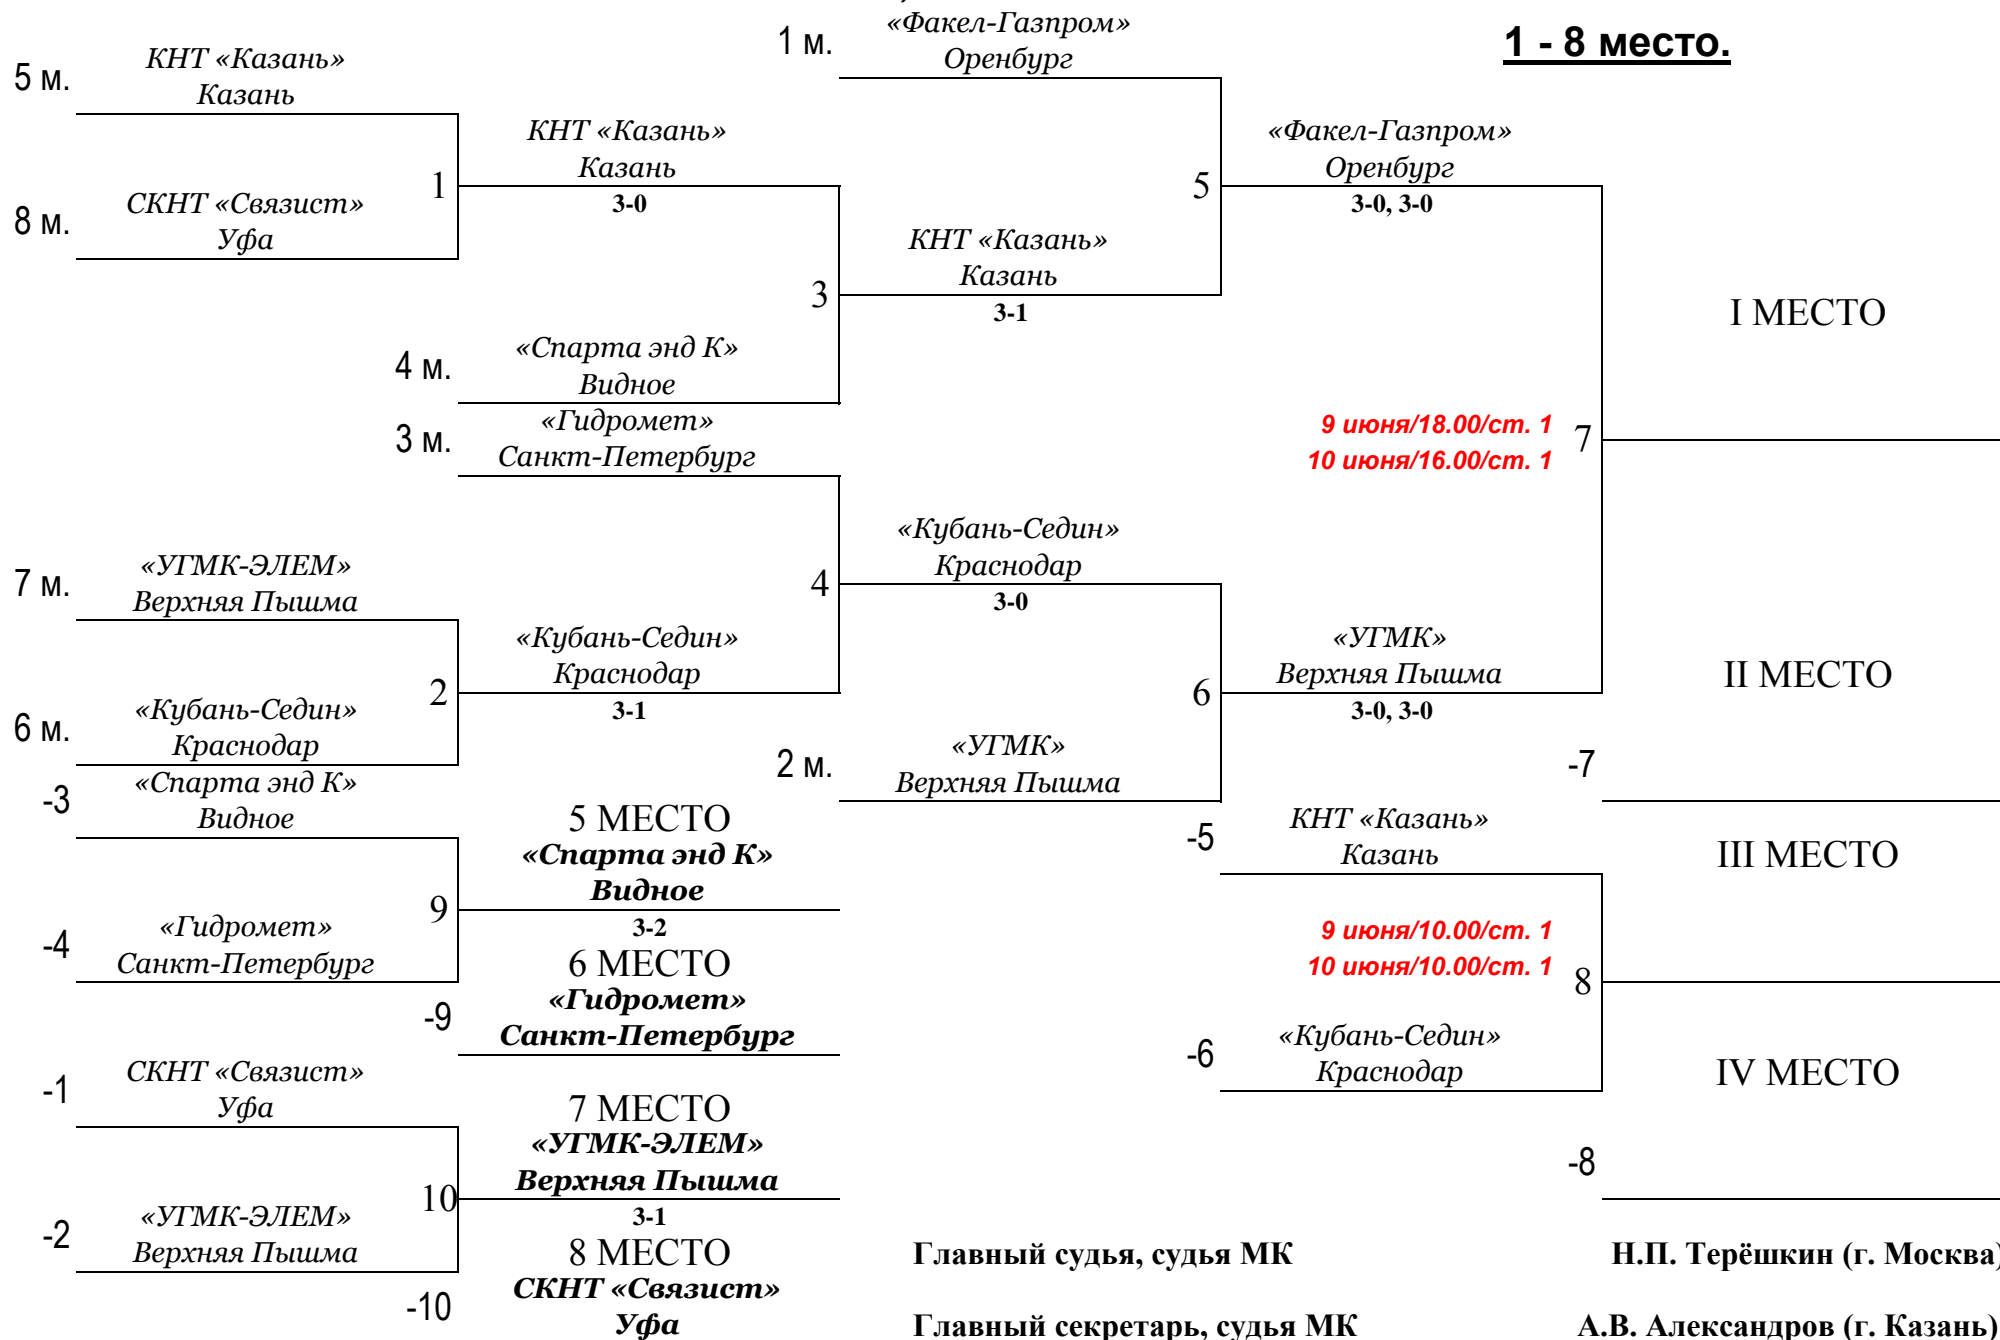 «Факел-Газпром»
1 м.
Оренбург
1 - 8 место.
КНТ «Казань»
5 м.
Казань
КНТ «Казань»
Казань
«Факел-Газпром»
Оренбург
1
5
3-0
3-0, 3-0
СКНТ «Связист»
8 м.
Уфа
КНТ «Казань»
Казань
3
3-1
I МЕСТО
«Спарта энд К»
4 м.
Видное
«Гидромет»
3 м.
Санкт-Петербург
9 июня/18.00/ст. 1
7
10 июня/16.00/ст. 1
«Кубань-Седин»
Краснодар
4
3-0
«УГМК-ЭЛЕМ»
7 м.
Верхняя Пышма
«Кубань-Седин»
Краснодар
2
3-1
«УГМК»
Верхняя Пышма
6
3-0, 3-0
II МЕСТО
«Кубань-Седин»
6 м.
Краснодар
«УГМК»
2 м.
Верхняя Пышма
-7
«Спарта энд К»
-3
Видное
5 МЕСТО
«Спарта энд К»
Видное
9
3-2
КНТ «Казань»
-5
Казань
III МЕСТО
«Гидромет»
-4
Санкт-Петербург
6 МЕСТО
«Гидромет»
-9
Санкт-Петербург
9 июня/10.00/ст. 1
10 июня/10.00/ст. 1
8
«Кубань-Седин»
-6
Краснодар
IV МЕСТО
СКНТ «Связист»
-1
Уфа
7 МЕСТО
«УГМК-ЭЛЕМ»
Верхняя Пышма
10
3-1
-8
«УГМК-ЭЛЕМ»
-2
Верхняя Пышма
8 МЕСТО
СКНТ «Связист»
-10
Уфа
Главный судья, судья МК Н.П. Терёшкин (г. Москва)
Главный секретарь, судья МК А.В. Александров (г. Казань)